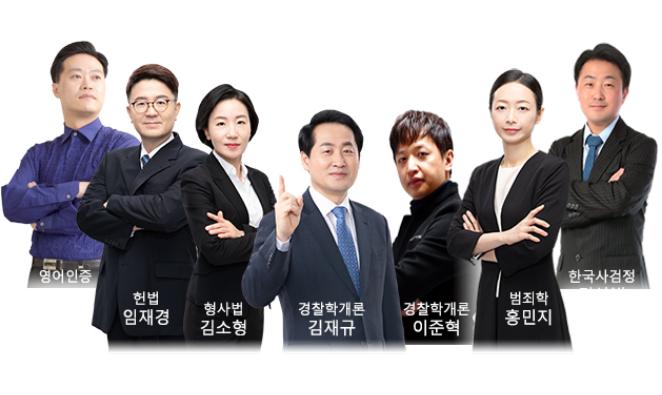 영어인증
헌법
임재경
형사법
김소형
경찰학개론
김재규
경찰학개론
이준혁
범죄학
홍민지
한국사검정